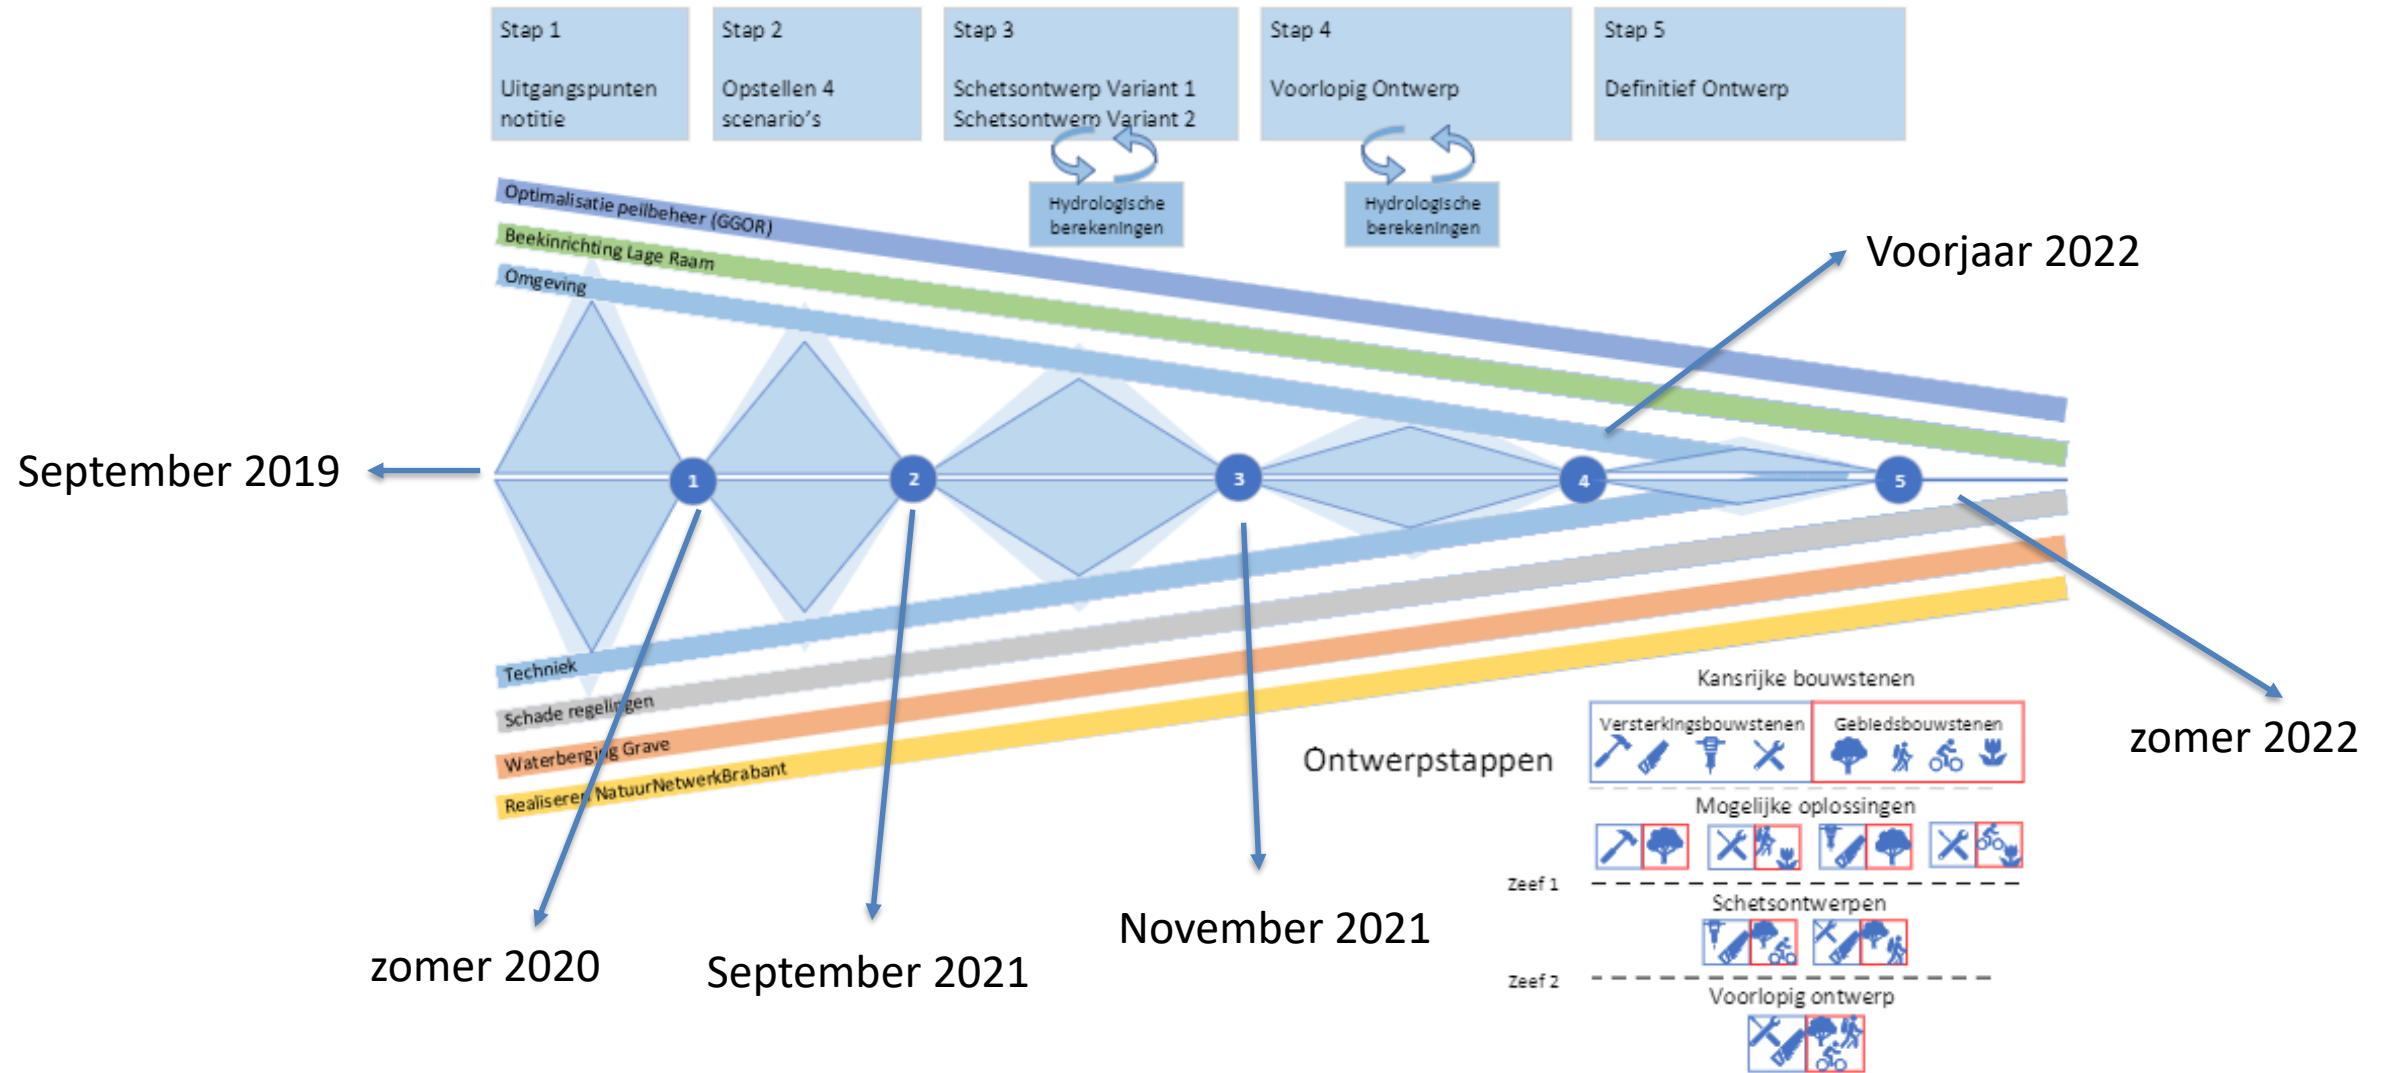 Stap 1
Uitgangspunten
notitie
Stap 2
Opstellen 4
scenario's
Stap 3
Schetsontwerp Variant 1
Schetsontwerp Variant 2
Stap 4
Voorlopig Ontwerp
Stap 5
Definitief Ontwerp
Hydrologische
berekeningen
Hydrologische
berekeningen
Optimalisatie peilbeheer (GGOR)
Beekinrichting Lage Raam
Omgeving
Voorjaar 2022
September 2019
1
2
3
4
5
Techniek
Schade regelingen
Waterberging Grave
Realiseren NatuurNetwerkBrabant
zomer 2020
September 2021
November 2021
zomer 2022
Ontwerpstappen
Kansrijke bouwstenen
Versterkingsbouwstenen
Gebiedsbouwstenen
Mogelijke oplossingen
Zeef 1
Schetsontwerpen
Zeef 2
Voorlopig ontwerp